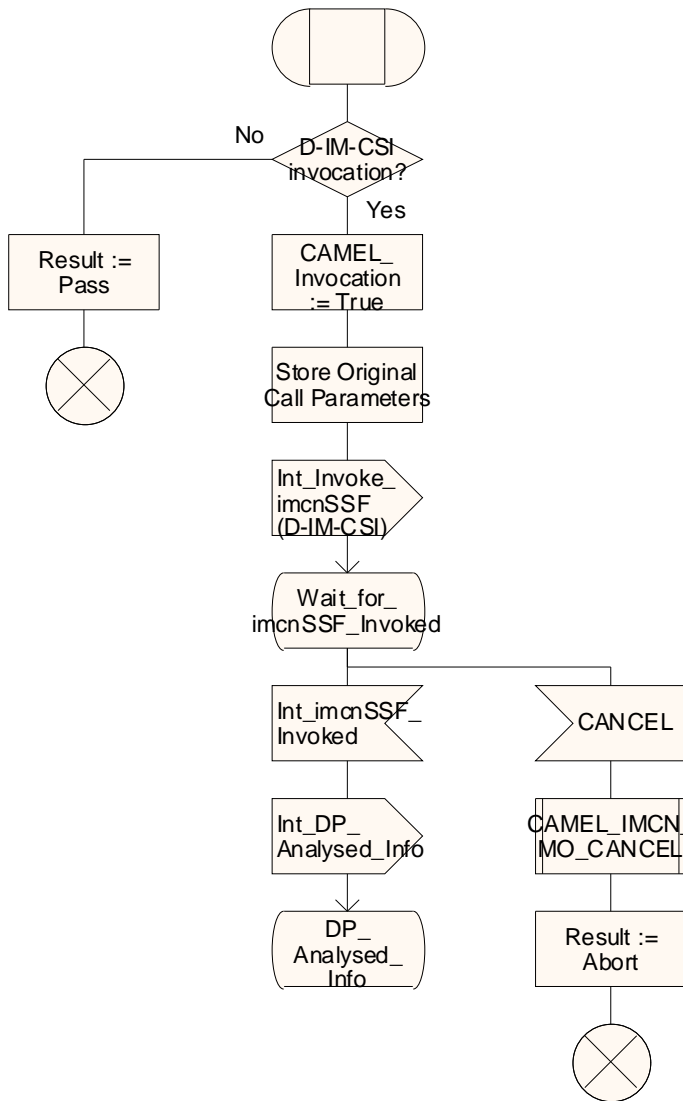 No
D-IM-CSI
invocation?
Yes
Result :=
Pass
CAMEL_
Invocation
:= True
Store Original
Call Parameters
Int_Invoke_
imcnSSF
(D-IM-CSI)
Wait_for_
imcnSSF_Invoked
Int_imcnSSF_
Invoked
CANCEL
Int_DP_
Analysed_Info
CAMEL_IMCN_
MO_CANCEL
DP_
Analysed_
Info
Result :=
Abort